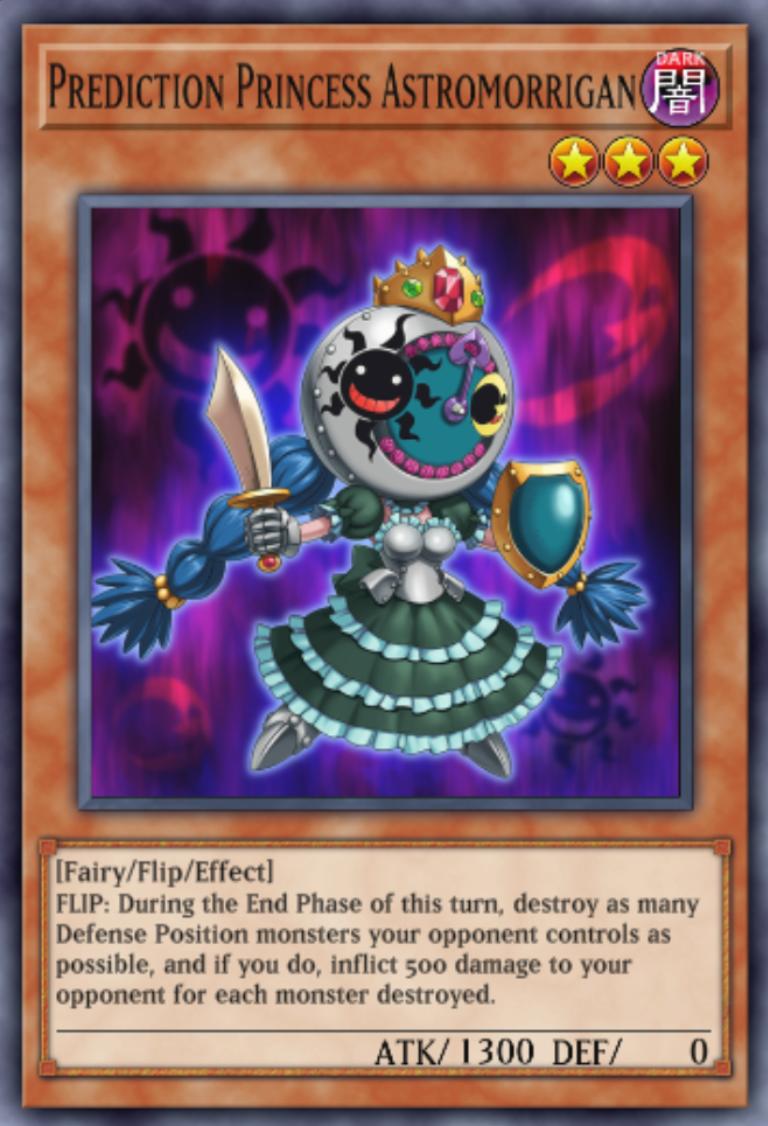 PREDICTION PRINCESS ASTROMORRIGAN
DARK
闇
[Fairy/Flip/Effect]
FLIP: During the End Phase of this turn, destroy as many
Defense Position monsters your opponent controls as
possible, and if you do, inflict 500 damage to your
opponent for each monster destroyed.
ATK/ 1300 DEF/ 0